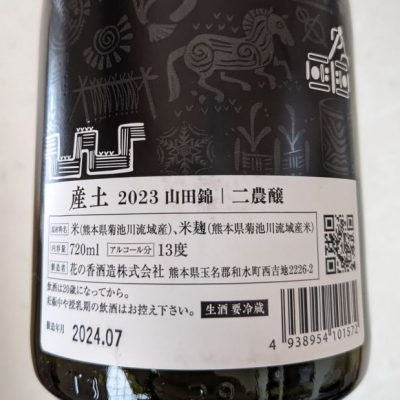 産土 2023 山田錦 | 二農醸
原材料名 米(熊本県菊池川流域産)、米麹(熊本県菊池川流域産米)
内容量 720ml アルコール分 13度
製造者 花の香酒造株式会社 熊本県玉名郡和水町西吉地2226-2
飲酒は20歳になってから。
妊娠中や授乳期の飲酒はお控え下さい。
生酒 要冷蔵
製造年月 2024.07
4 938954 101572